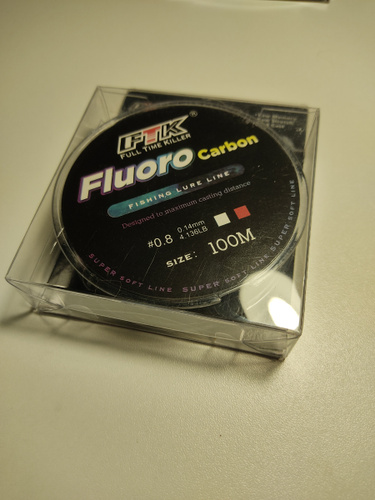 FTK®
FULL TIME KILLER
Fluoro Carbon
FISHING LURE LINE
Designed to maximum casting distance
#0.8 0.14mm
4.136LB
SIZE: 100M
SUPER SOFT LINE SUPER SOFT LINE SUPER SOFT LINE